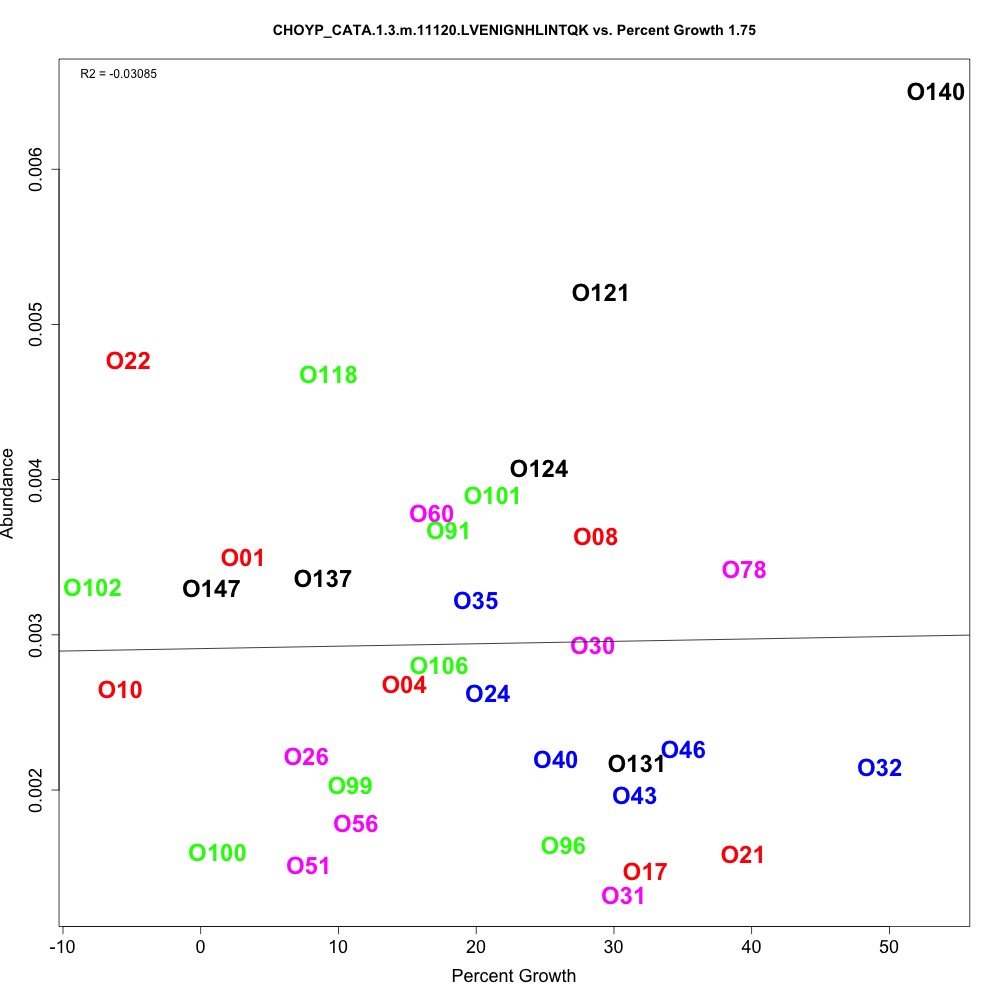 CHOYP_CATA.1.3.m.11120.LVENIGNHLINTQK vs. Percent Growth 1.75
R2 = -0.03085
O140
0.006
O121
0.005
O22
O118
O124
0.004
O101
O60
O91
O08
O01
O78
O102
O147
O137
O35
Abundance
0.003
O30
O106
O10
O04
O24
O26
O40
O131
O46
O32
0.002
O99
O43
O56
O100
O96
O51
O17
O21
O31
-10 0 10 20 30 40 50
Percent Growth